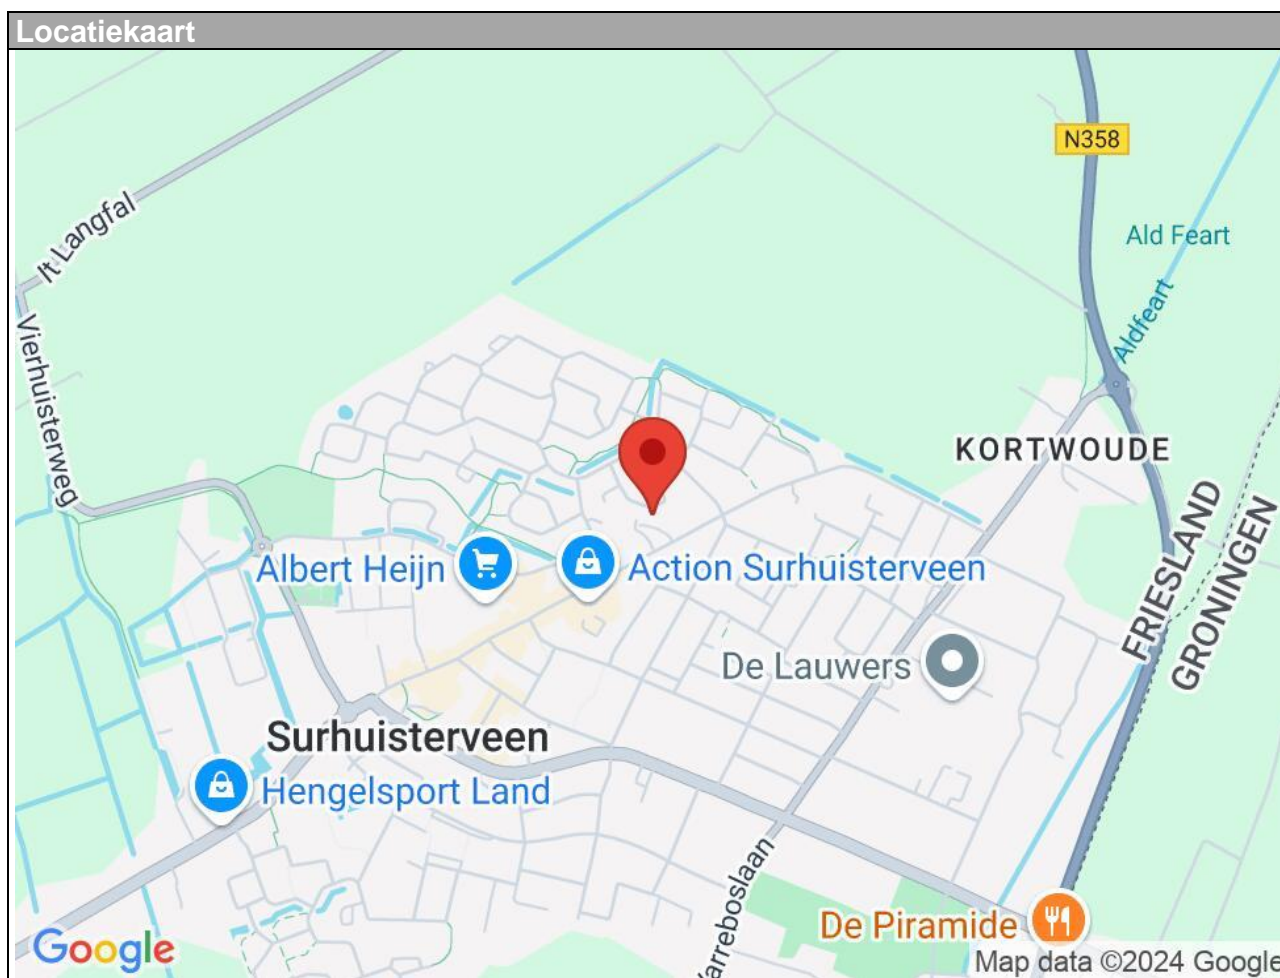 Locatiekaart
N358
It Langfal
Ald Feart
Aldfeart
Vierhuisterweg
KORTWOUDE
FRIESLAND
GRONINGEN
Albert Heijn
Action Surhuisterveen
De Lauwers
Surhuisterveen
Hengelsport Land
arreboslaan
De Piramide
Google
Map data ©2024 Google